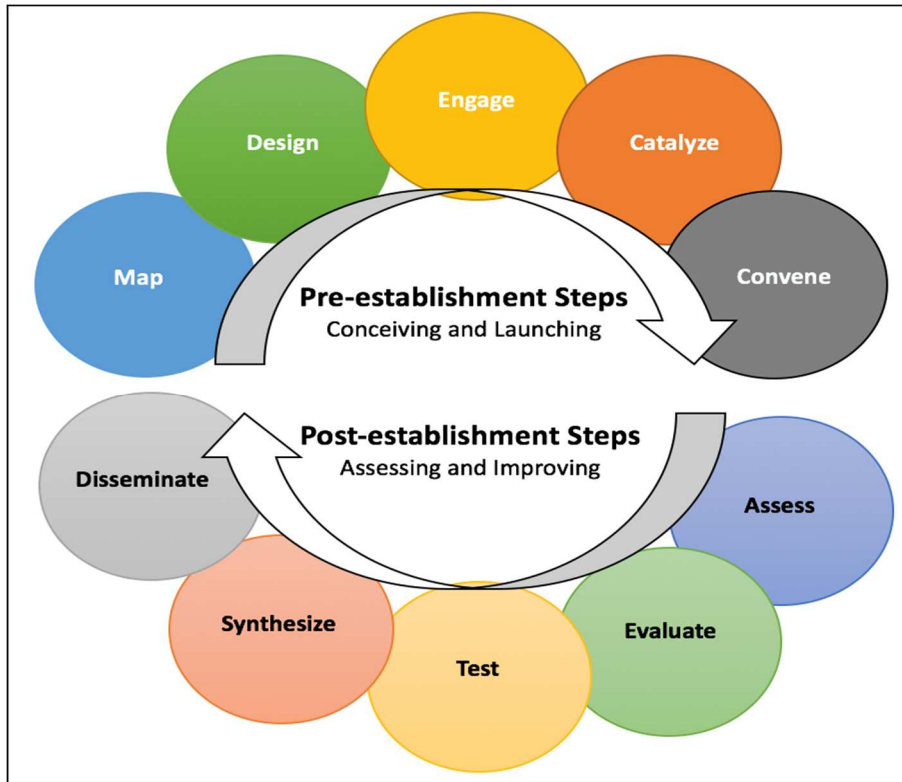 Engage
Design
Catalyze
Map
Convene
Pre-establishment Steps
Conceiving and Launching
Post-establishment Steps
Assessing and Improving
Disseminate
Assess
Synthesize
Evaluate
Test